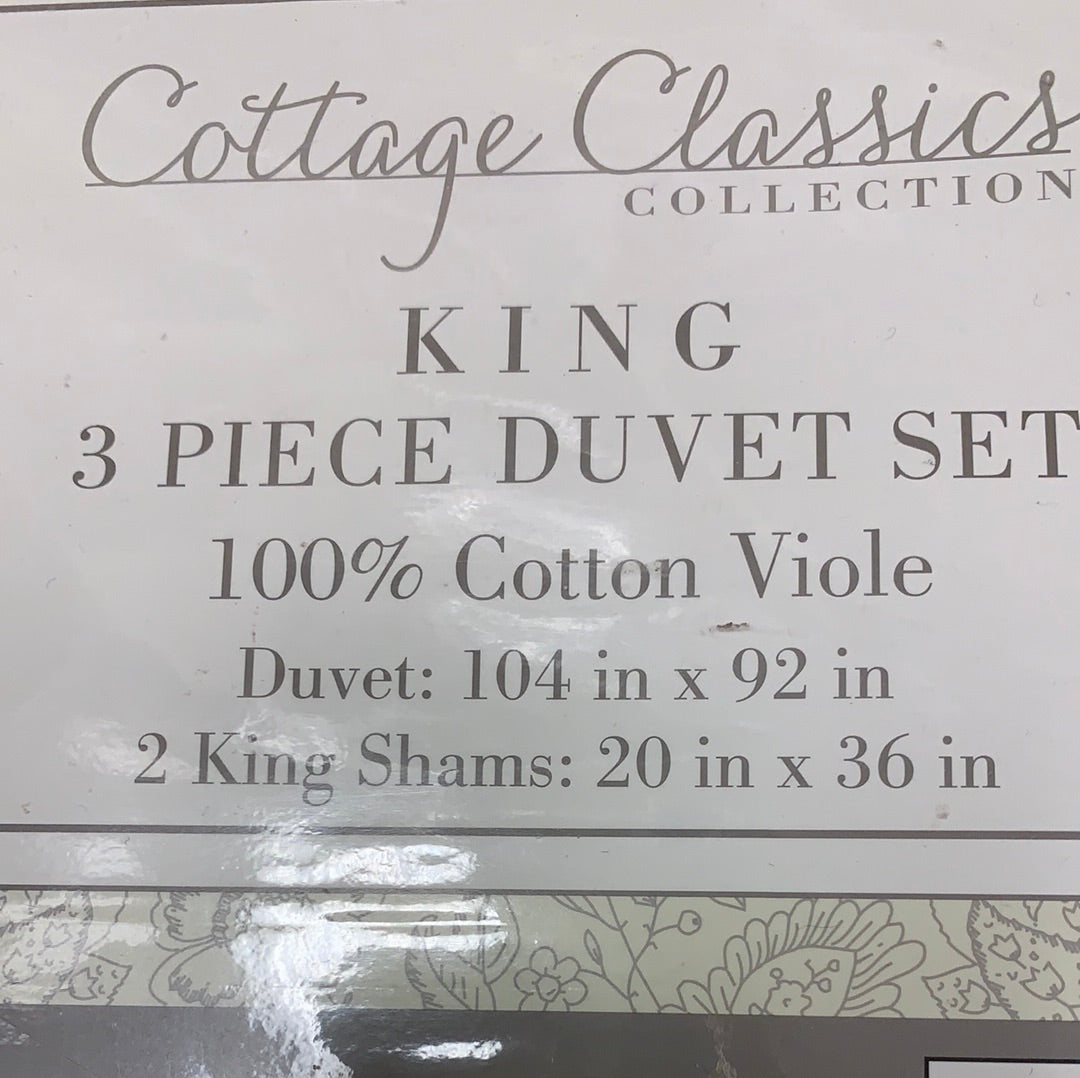 Cottage Classics
COLLECTION
KING
3 PIECE DUVET SET
100% Cotton Viole
Duvet: 104 in x 92 in
2 King Shams: 20 in x 36 in